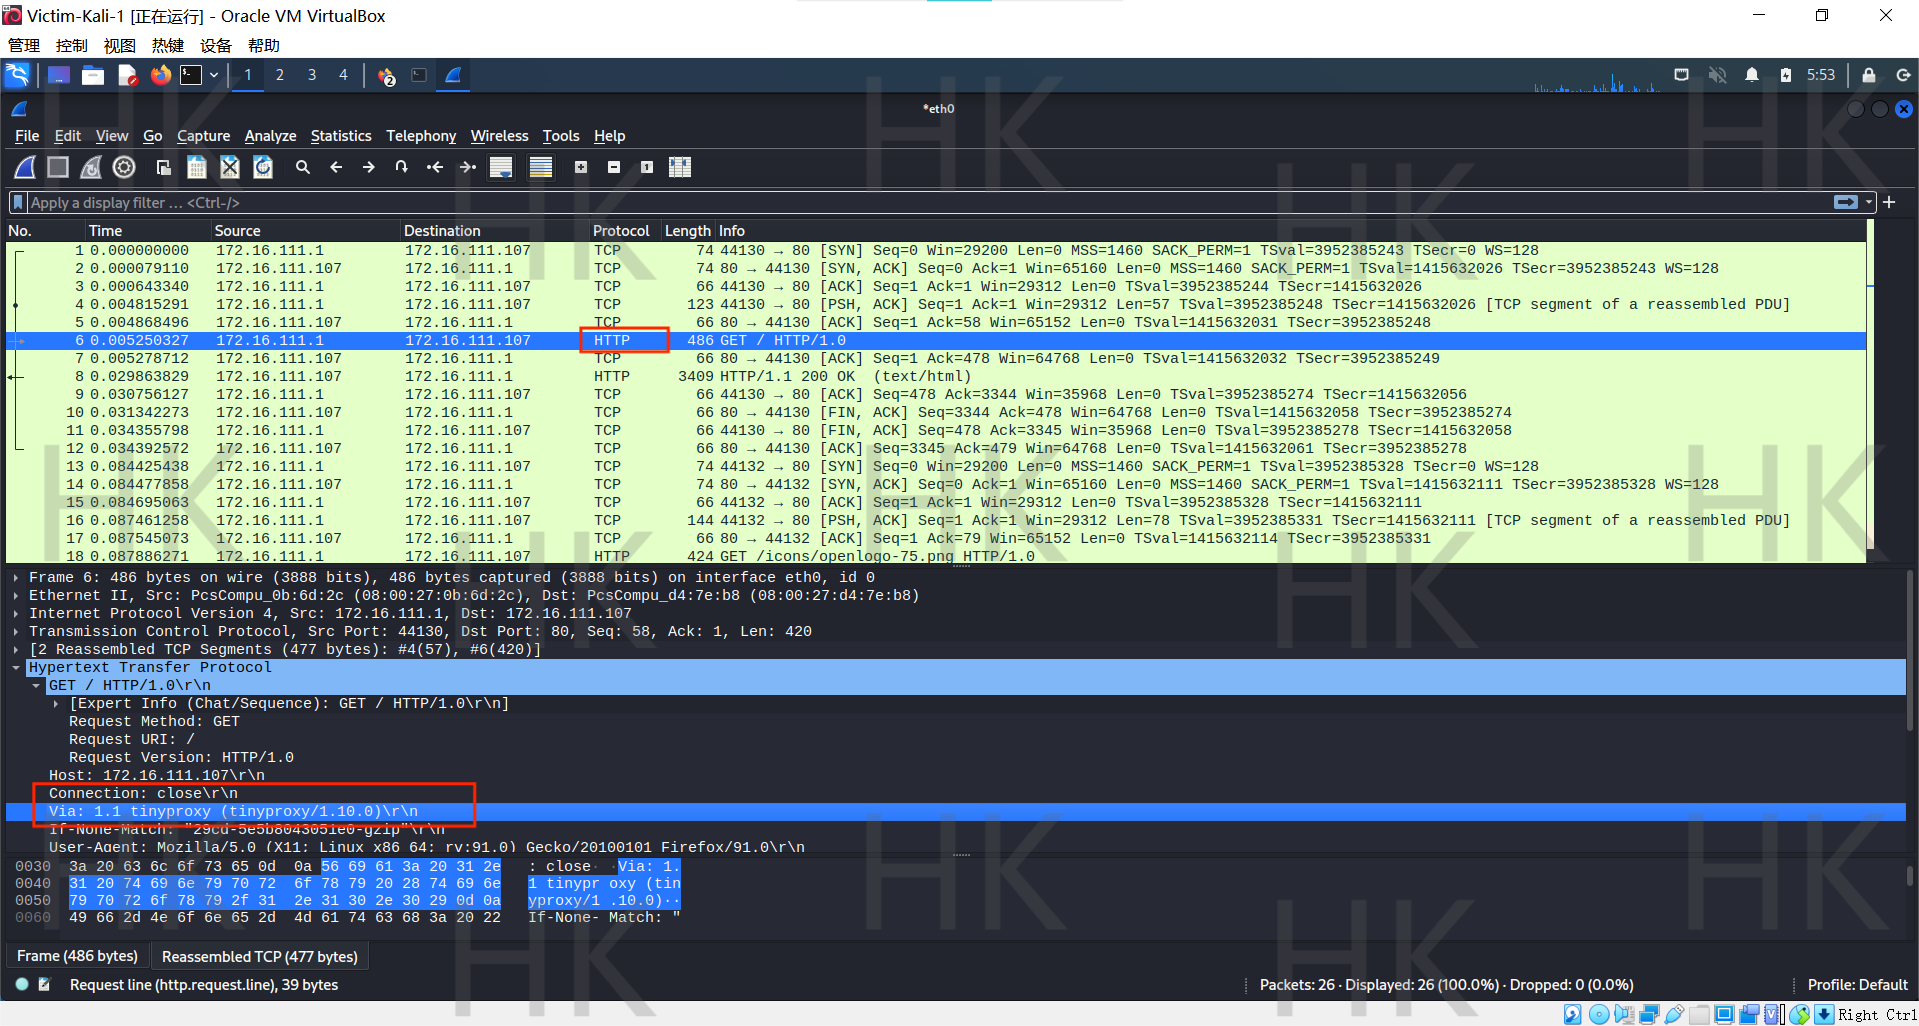 Victim-Kali-1 [正在运行] - Oracle VM VirtualBox
管理 控制 视图 热键 设备 帮助
1 2 3 4 2 5:53
*eth0
File Edit View Go Capture Analyze Statistics Telephony Wireless Tools Help
Apply a display filter … <Ctrl-/>
No. Time Source Destination Protocol Length Info
1 0.000000000 172.16.111.1 172.16.111.107 TCP 74 44130 → 80 [SYN] Seq=0 Win=29200 Len=0 MSS=1460 SACK_PERM=1 TSval=3952385243 TSecr=0 WS=128
2 0.000079110 172.16.111.107 172.16.111.1 TCP 74 80 → 44130 [SYN, ACK] Seq=0 Ack=1 Win=65160 Len=0 MSS=1460 SACK_PERM=1 TSval=1415632026 TSecr=3952385243 WS=128
3 0.000643340 172.16.111.1 172.16.111.107 TCP 66 44130 → 80 [ACK] Seq=1 Ack=1 Win=29312 Len=0 TSval=3952385244 TSecr=1415632026
4 0.004815291 172.16.111.1 172.16.111.107 TCP 123 44130 → 80 [PSH, ACK] Seq=1 Ack=1 Win=29312 Len=57 TSval=3952385248 TSecr=1415632026 [TCP segment of a reassembled PDU]
5 0.004868496 172.16.111.107 172.16.111.1 TCP 66 80 → 44130 [ACK] Seq=1 Ack=58 Win=65152 Len=0 TSval=1415632031 TSecr=3952385248
6 0.005250327 172.16.111.1 172.16.111.107 HTTP 486 GET / HTTP/1.0
7 0.005278712 172.16.111.107 172.16.111.1 TCP 66 80 → 44130 [ACK] Seq=1 Ack=478 Win=64768 Len=0 TSval=1415632032 TSecr=3952385249
8 0.029863829 172.16.111.107 172.16.111.1 HTTP 3409 HTTP/1.1 200 OK (text/html)
9 0.030756127 172.16.111.1 172.16.111.107 TCP 66 44130 → 80 [ACK] Seq=478 Ack=3344 Win=35968 Len=0 TSval=3952385274 TSecr=1415632056
10 0.031342273 172.16.111.107 172.16.111.1 TCP 66 80 → 44130 [FIN, ACK] Seq=3344 Ack=478 Win=64768 Len=0 TSval=1415632058 TSecr=3952385274
11 0.034355798 172.16.111.1 172.16.111.107 TCP 66 44130 → 80 [FIN, ACK] Seq=478 Ack=3345 Win=35968 Len=0 TSval=3952385278 TSecr=1415632058
12 0.034392572 172.16.111.107 172.16.111.1 TCP 66 80 → 44130 [ACK] Seq=3345 Ack=479 Win=64768 Len=0 TSval=1415632061 TSecr=3952385278
13 0.084425438 172.16.111.1 172.16.111.107 TCP 74 44132 → 80 [SYN] Seq=0 Win=29200 Len=0 MSS=1460 SACK_PERM=1 TSval=3952385328 TSecr=0 WS=128
14 0.084477858 172.16.111.107 172.16.111.1 TCP 74 80 → 44132 [SYN, ACK] Seq=0 Ack=1 Win=65160 Len=0 MSS=1460 SACK_PERM=1 TSval=1415632111 TSecr=3952385328 WS=128
15 0.084695063 172.16.111.1 172.16.111.107 TCP 66 44132 → 80 [ACK] Seq=1 Ack=1 Win=29312 Len=0 TSval=3952385328 TSecr=1415632111
16 0.087461258 172.16.111.1 172.16.111.107 TCP 144 44132 → 80 [PSH, ACK] Seq=1 Ack=1 Win=29312 Len=78 TSval=3952385331 TSecr=1415632111 [TCP segment of a reassembled PDU]
17 0.087545073 172.16.111.107 172.16.111.1 TCP 66 80 → 44132 [ACK] Seq=1 Ack=79 Win=65152 Len=0 TSval=1415632114 TSecr=3952385331
18 0.087886271 172.16.111.1 172.16.111.107 HTTP 424 GET /icons/openlogo-75.png HTTP/1.0
Frame 6: 486 bytes on wire (3888 bits), 486 bytes captured (3888 bits) on interface eth0, id 0
Ethernet II, Src: PcsCompu_0b:6d:2c (08:00:27:0b:6d:2c), Dst: PcsCompu_d4:7e:b8 (08:00:27:d4:7e:b8)
Internet Protocol Version 4, Src: 172.16.111.1, Dst: 172.16.111.107
Transmission Control Protocol, Src Port: 44130, Dst Port: 80, Seq: 58, Ack: 1, Len: 420
[2 Reassembled TCP Segments (477 bytes): #4(57), #6(420)]
Hypertext Transfer Protocol
GET / HTTP/1.0\r\n
[Expert Info (Chat/Sequence): GET / HTTP/1.0\r\n]
Request Method: GET
Request URI: /
Request Version: HTTP/1.0
Host: 172.16.111.107\r\n
Connection: close\r\n
Via: 1.1 tinyproxy (tinyproxy/1.10.0)\r\n
If-None-Match: "29cd-5e5b8043051e0-gzip"\r\n
User-Agent: Mozilla/5.0 (X11; Linux x86_64; rv:91.0) Gecko/20100101 Firefox/91.0\r\n
0030 3a 20 63 6c 6f 73 65 0d 0a 56 69 61 3a 20 31 2e : close· ·Via: 1.
0040 31 20 74 69 6e 79 70 72 6f 78 79 20 28 74 69 6e 1 tinypr oxy (tin
0050 79 70 72 6f 78 79 2f 31 2e 31 30 2e 30 29 0d 0a yproxy/1 .10.0)··
0060 49 66 2d 4e 6f 6e 65 2d 4d 61 74 63 68 3a 20 22 If-None- Match: "
Frame (486 bytes) Reassembled TCP (477 bytes)
Request line (http.request.line), 39 bytes Packets: 26 · Displayed: 26 (100.0%) · Dropped: 0 (0.0%) Profile: Default
Right Ctrl
HK
HK
HK
HK
HK
HK
HK
HK
HK
HK